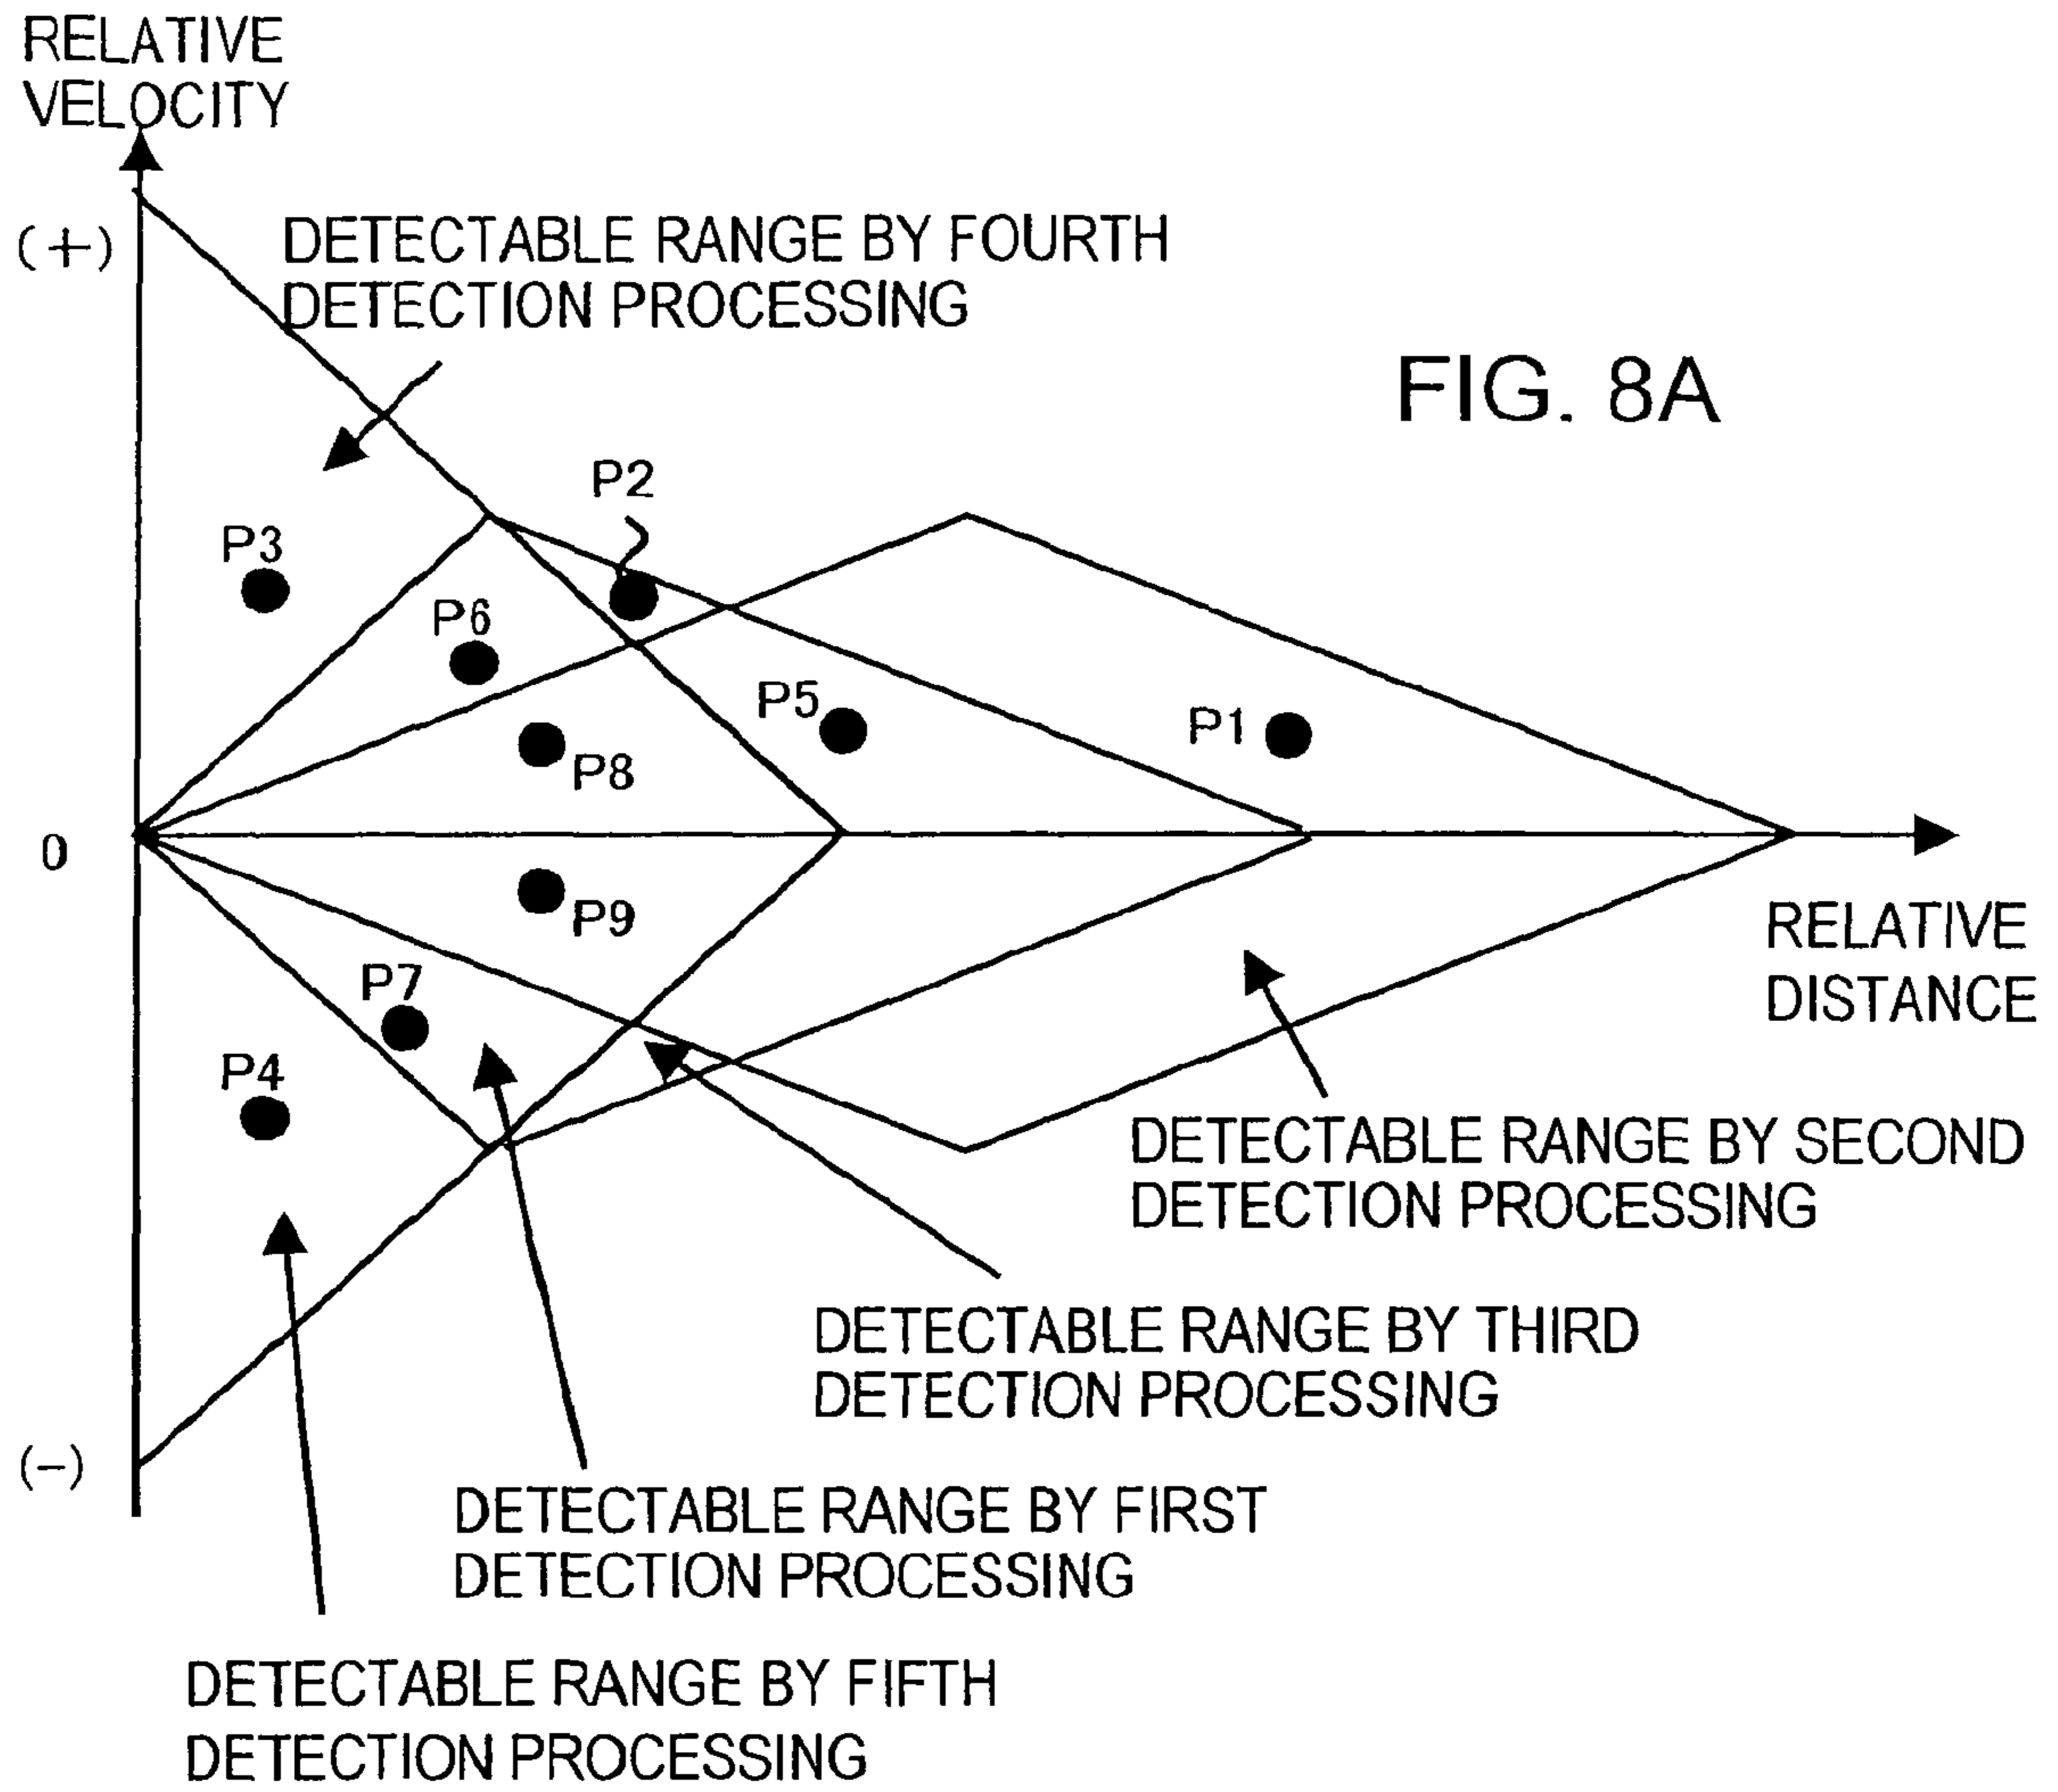 RELATIVE
VELOCITY
(+)
DETECTABLE RANGE BY FOURTH
DETECTION PROCESSING
FIG. 8A
P2
P3
P6
P5
P1
P8
0
P9
RELATIVE
DISTANCE
P7
P4
DETECTABLE RANGE BY SECOND
DETECTION PROCESSING
DETECTABLE RANGE BY THIRD
DETECTION PROCESSING
(−)
DETECTABLE RANGE BY FIRST
DETECTION PROCESSING
DETECTABLE RANGE BY FIFTH
DETECTION PROCESSING